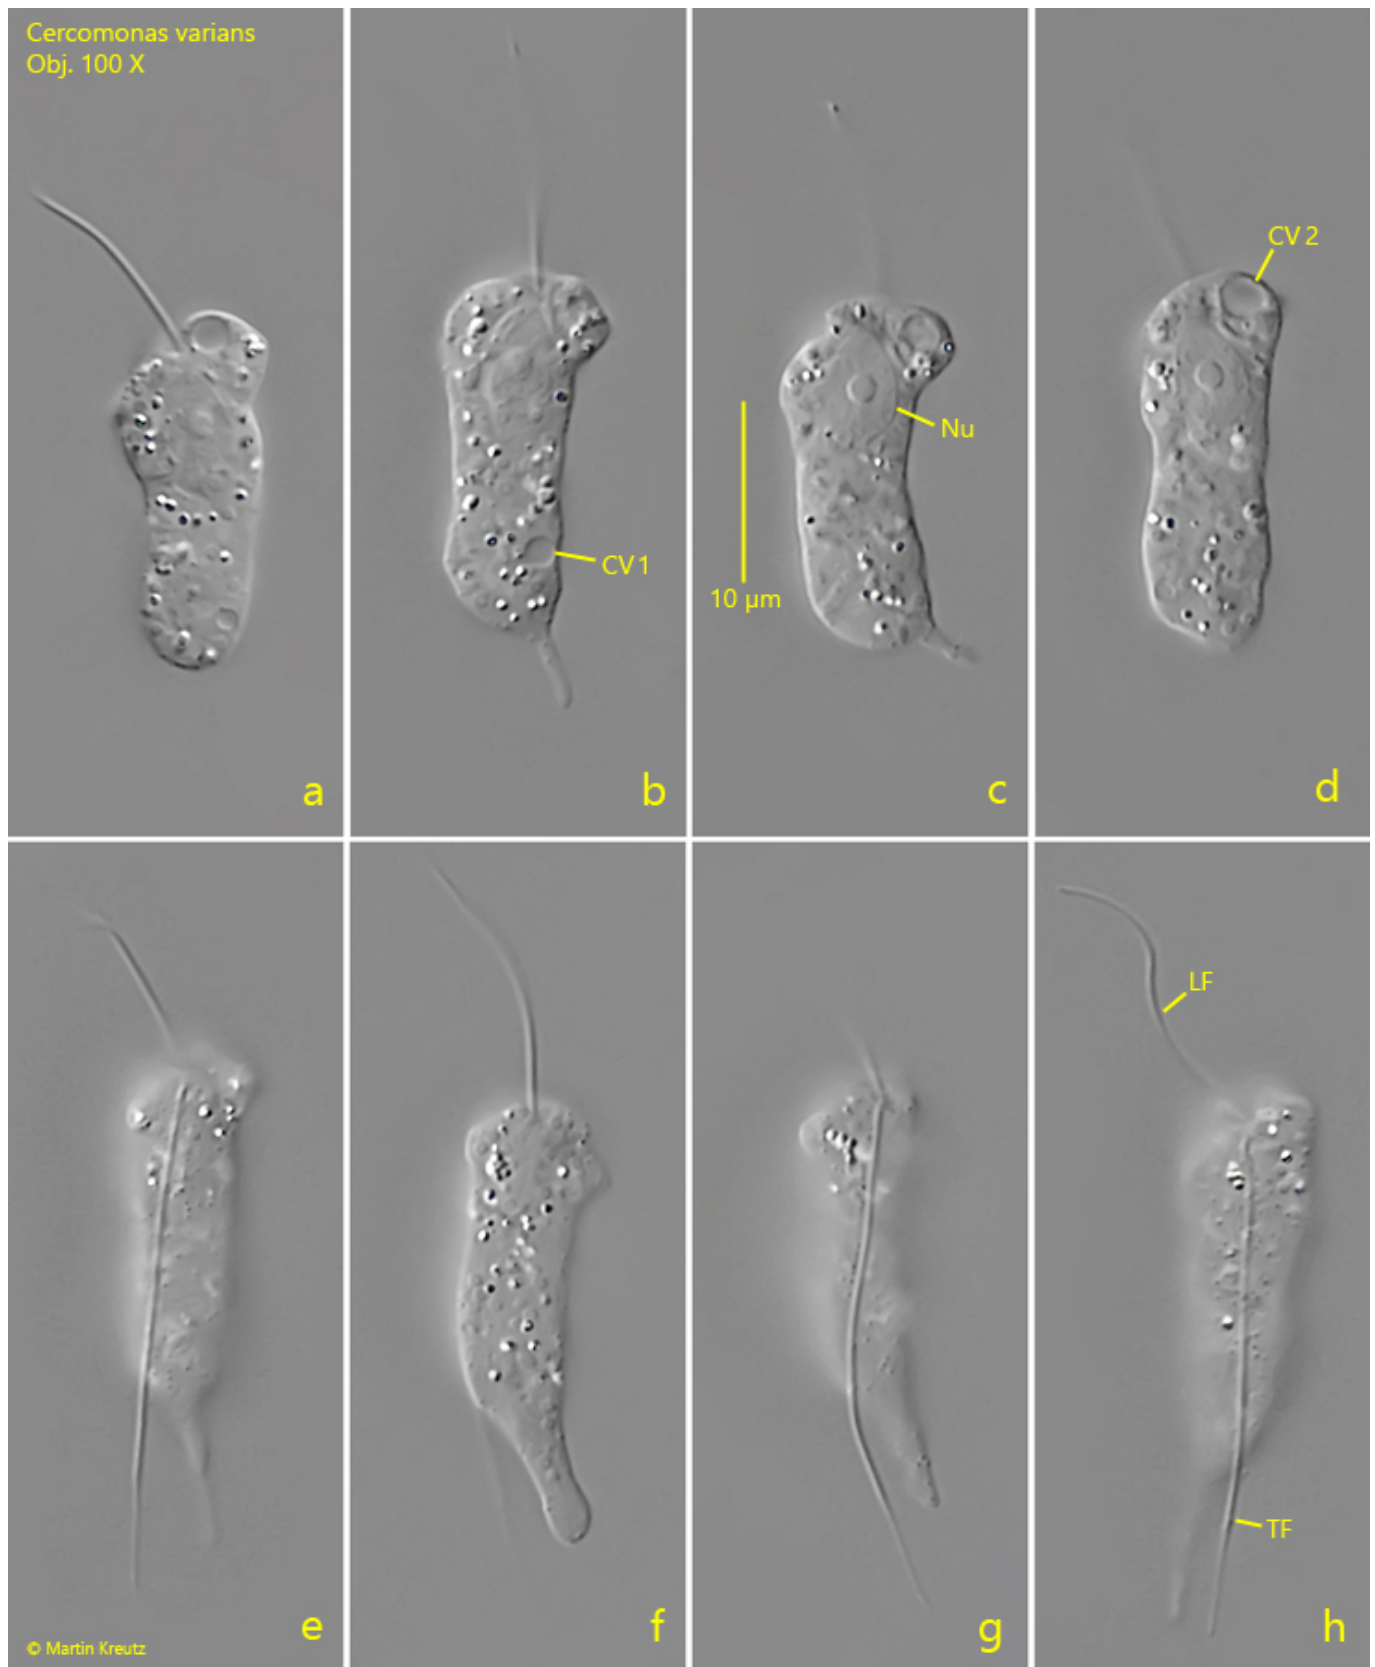 Cercomonas varians
Obj. 100 X
CV 2
Nu
CV 1
10 µm
a
b
c
d
LF
TF
e
f
g
h
© Martin Kreutz